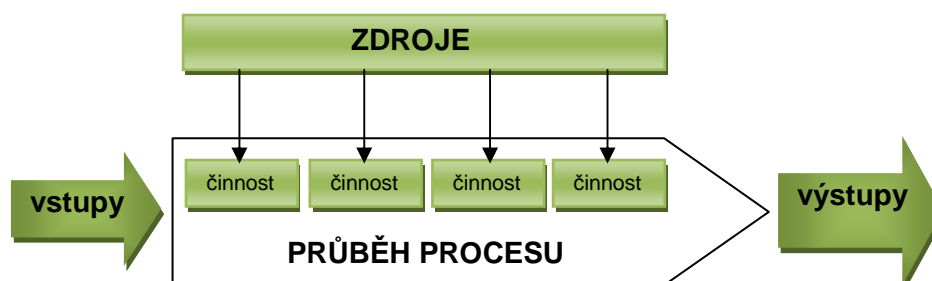 ZDROJE
činnost činnost činnost činnost
vstupy
výstupy
PRŮBĚH PROCESU